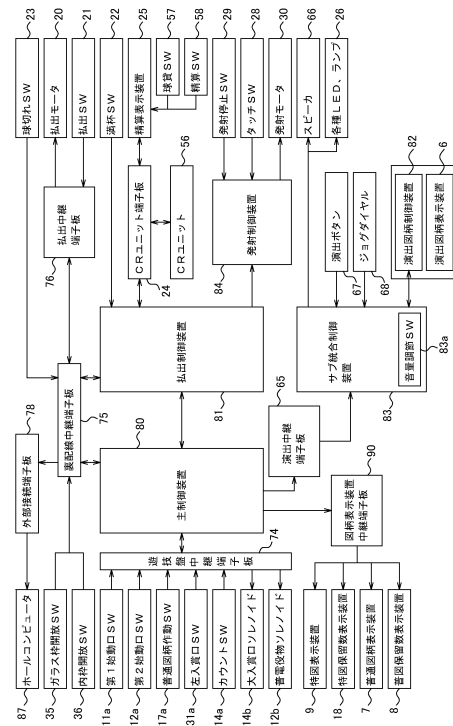 23
球切れSW
20
払出モータ
21
払出SW
22
満杯SW
25
精算表示装置
57
球貸SW
58
精算SW
29
発射停止SW
28
タッチSW
30
発射モータ
66
スピーカ
26
各種LED、ランプ
払出中継
端子板
76
CRユニット端子板
24
56
CRユニット
発射制御装置
84
演出ボタン
67
ジョグダイヤル
68
82
演出図柄制御装置
6
演出図柄表示装置
78
外部接続端子板
裏配線中継端子板
75
払出制御装置
81
サブ統合制御
装置
音量調節SW
83
83a
80
主制御装置
65
演出中継
端子板
90
図柄表示装置
中継端子板
74
遊技盤中継端子板
87
ホールコンピュータ
35
ガラス枠開放SW
36
内枠開放SW
11a
第1始動口SW
12a
第2始動口SW
17a
普通図柄作動SW
31a
左入賞口SW
14a
カウントSW
14b
大入賞口ソレノイド
12b
普電役物ソレノイド
9
特図表示装置
18
特図保留数表示装置
7
普通図柄表示装置
8
普図保留数表示装置